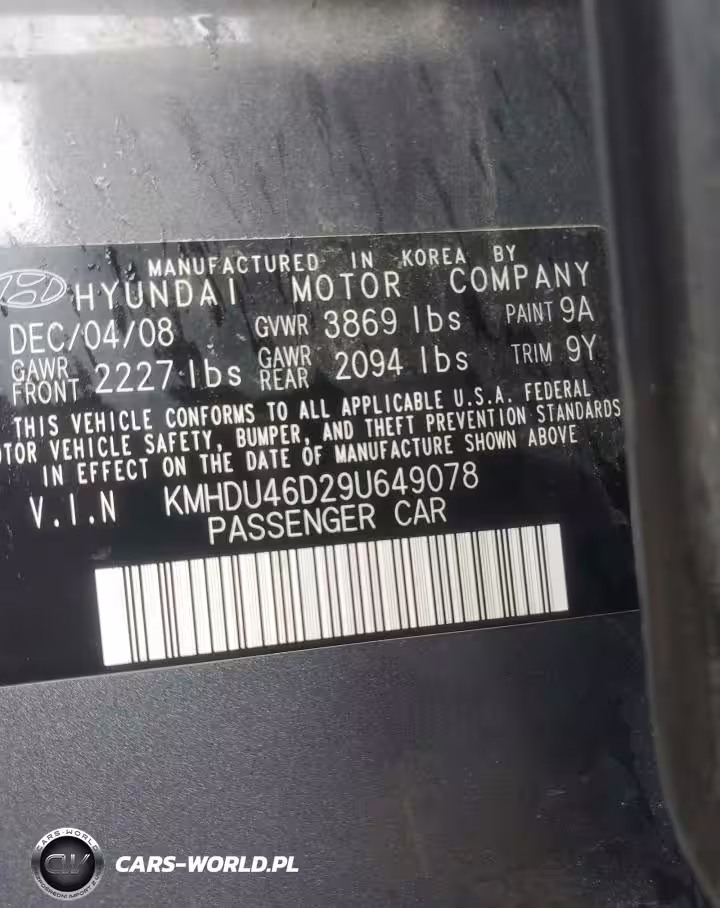 MANUFACTURED IN KOREA BY
HYUNDAI MOTOR COMPANY
DEC/04/08 GVWR 3869 lbs PAINT 9A
GAWR FRONT 2227 lbs GAWR REAR 2094 lbs TRIM 9Y
THIS VEHICLE CONFORMS TO ALL APPLICABLE U.S.A. FEDERAL
OTOR VEHICLE SAFETY, BUMPER, AND THEFT PREVENTION STANDARDS
IN EFFECT ON THE DATE OF MANUFACTURE SHOWN ABOVE
V.I.N KMHDU46D29U649078
PASSENGER CAR
CARS-WORLD
CARS-WORLD.PL